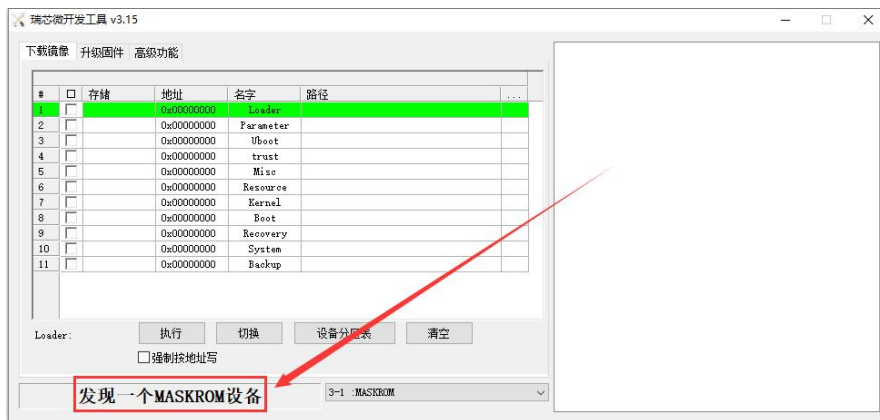 瑞芯微开发工具 v3.15
下载镜像 升级固件 高级功能
# 存储 地址 名字 路径 ...
1 0x00000000 Loader
2 0x00000000 Parameter
3 0x00000000 Uboot
4 0x00000000 trust
5 0x00000000 Misc
6 0x00000000 Resource
7 0x00000000 Kernel
8 0x00000000 Boot
9 0x00000000 Recovery
10 0x00000000 System
11 0x00000000 Backup
Loader: 执行 切换 设备分区表 清空
强制按地址写
发现一个MASKROM设备 3-1 :MASKROM